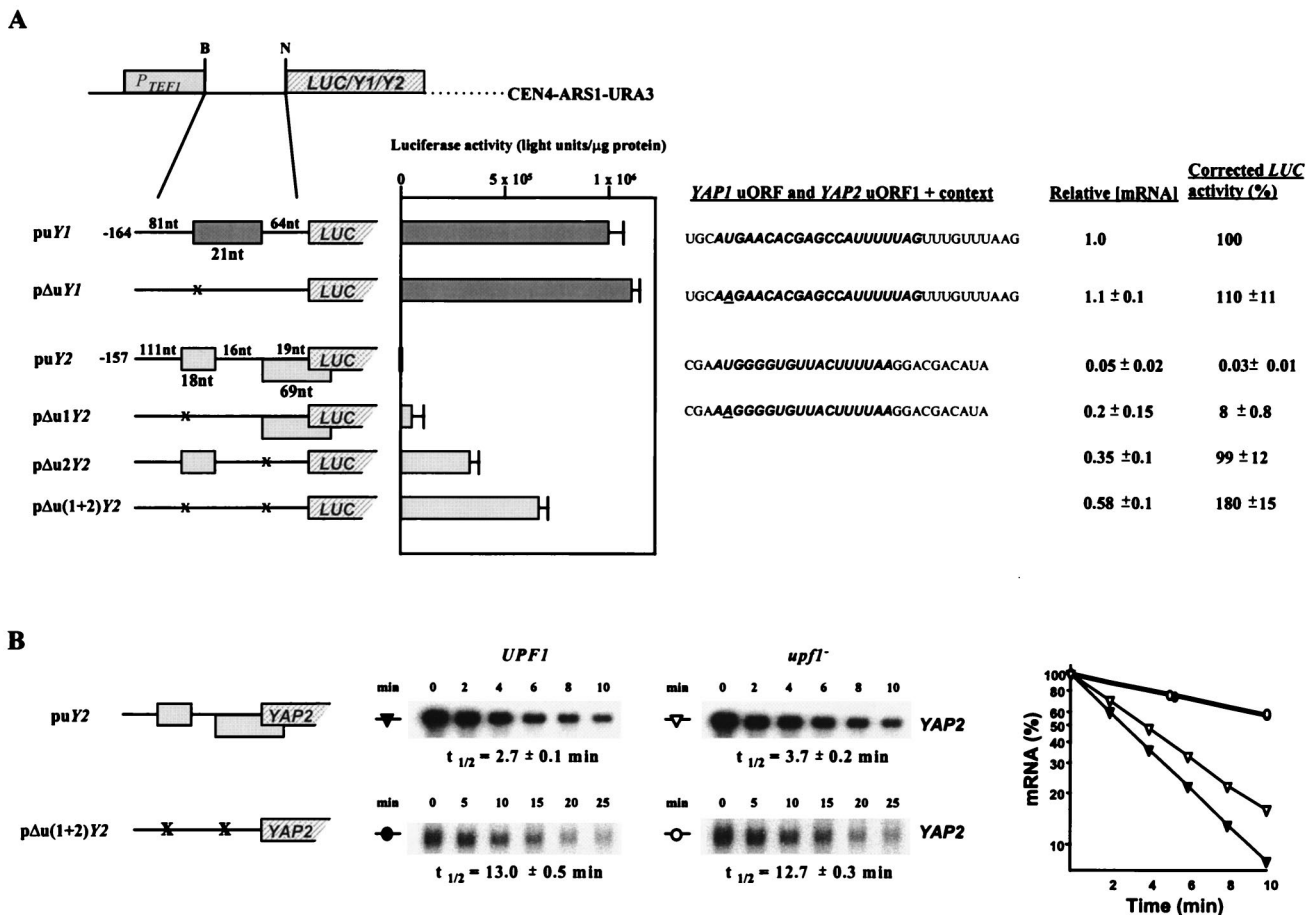 A
B N
P TEF1 LUC/Y1/Y2
CEN4-ARS1-URA3
Luciferase activity (light units/μg protein)
0 5 x 10⁵ 1 x 10⁶
YAP1 uORF and YAP2 uORF1 + context
Relative [mRNA]
Corrected LUC
activity (%)
puY1 -164 81nt 64nt LUC
21nt
UGCAUGAACACGAGCCAUUUUUAGUUUGUUUAAG 1.0 100
pΔuY1 x LUC
UGCAAGAACACGAGCCAUUUUUAGUUUGUUUAAG 1.1 ± 0.1 110 ±11
puY2 -157 111nt 16nt 19nt LUC
18nt
69nt
CGAAUGGGGUGUUACUUUUAAGGACGACAUA 0.05 ± 0.02 0.03± 0.01
pΔu1Y2 x LUC
CGAAAGGGGUGUUACUUUUAAGGACGACAUA 0.2 ± 0.15 8 ± 0.8
pΔu2Y2 x LUC 0.35 ±0.1 99 ±12
pΔu(1+2)Y2 x x LUC 0.58 ±0.1 180 ±15
B
UPF1 upf1-
min 0 2 4 6 8 10
min 0 2 4 6 8 10
puY2 YAP2
YAP2
t 1/2 = 2.7 ± 0.1 min
t 1/2 = 3.7 ± 0.2 min
min 0 5 10 15 20 25
min 0 5 10 15 20 25
pΔu(1+2)Y2 X X YAP2
YAP2
t 1/2 = 13.0 ± 0.5 min
t 1/2 = 12.7 ± 0.3 min
mRNA (%)
100
80
60
50
40
30
20
10
2 4 6 8 10
Time (min)